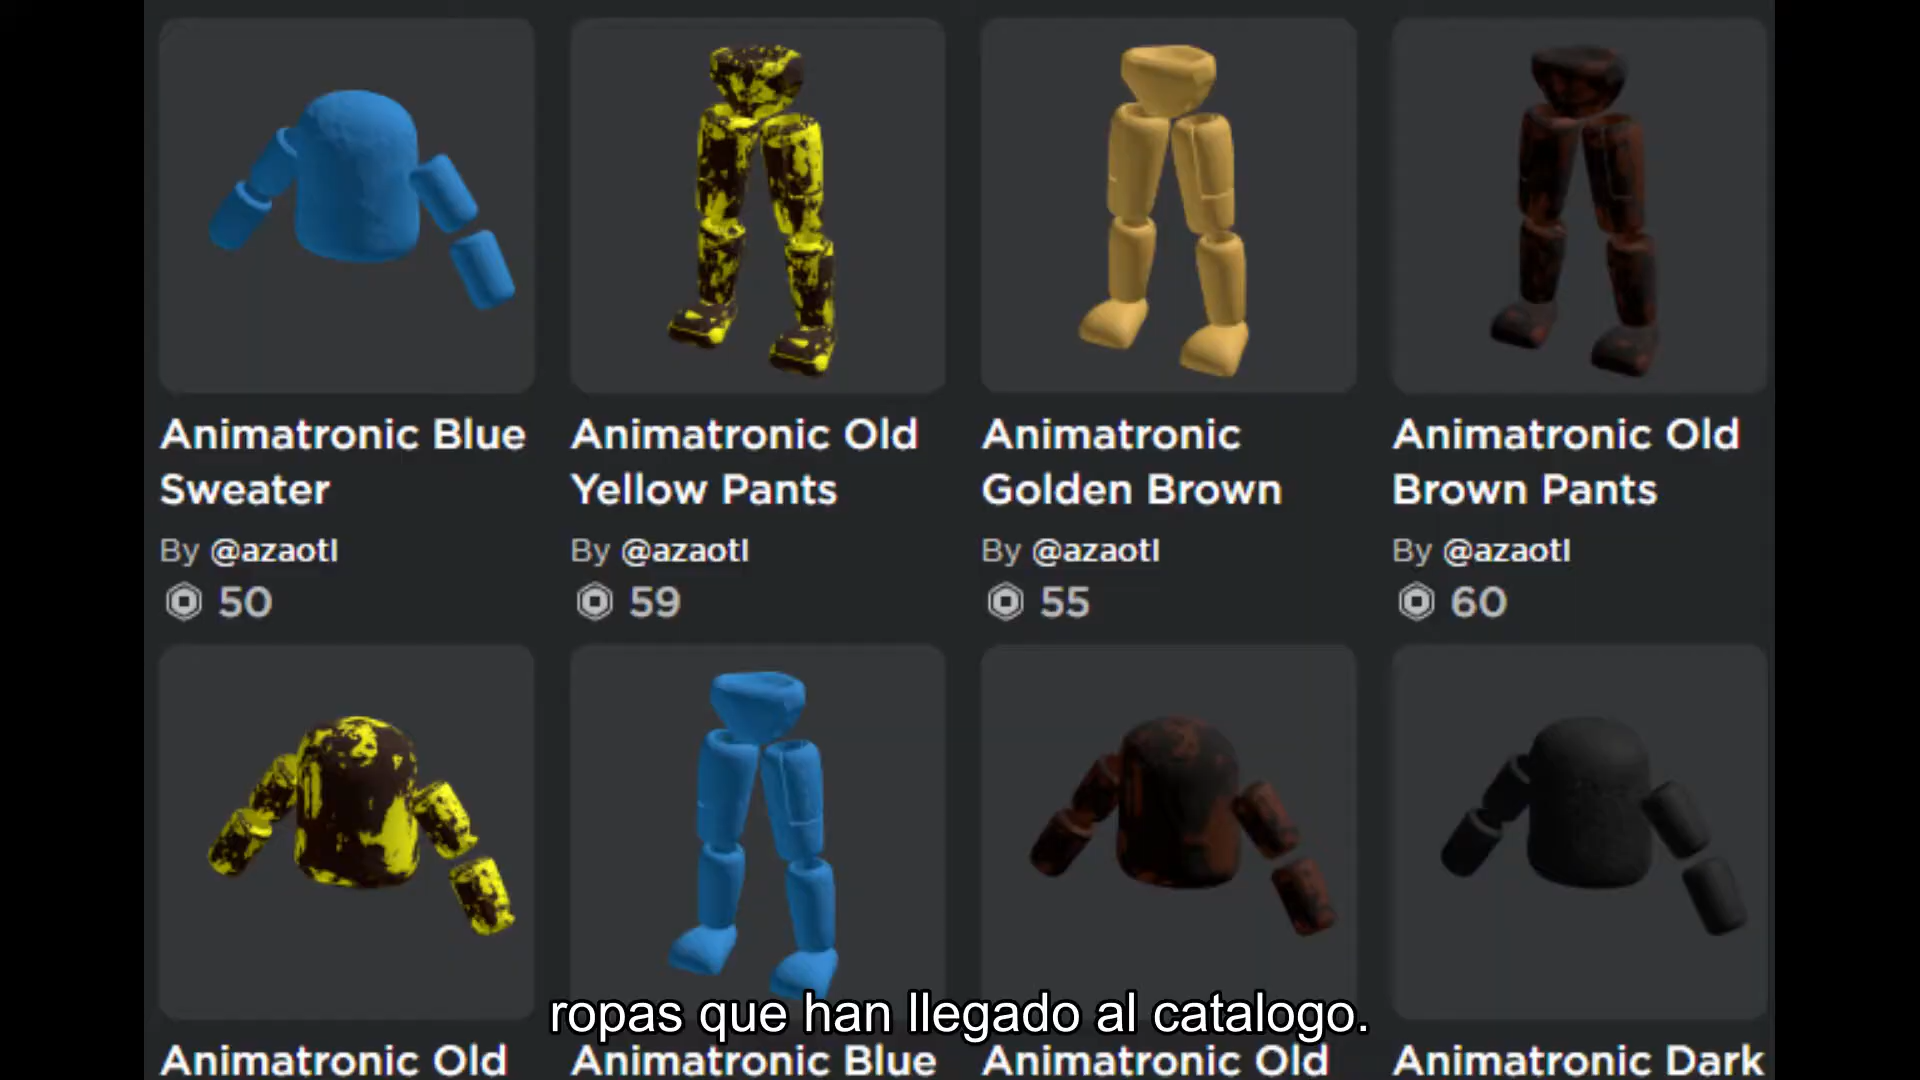 Animatronic Blue
Sweater
By @azaotl
50
Animatronic Old
Yellow Pants
By @azaotl
59
Animatronic
Golden Brown
By @azaotl
55
Animatronic Old
Brown Pants
By @azaotl
60
ropas que han llegado al catalogo.
Animatronic Old
Animatronic Blue
Animatronic Old
Animatronic Dark